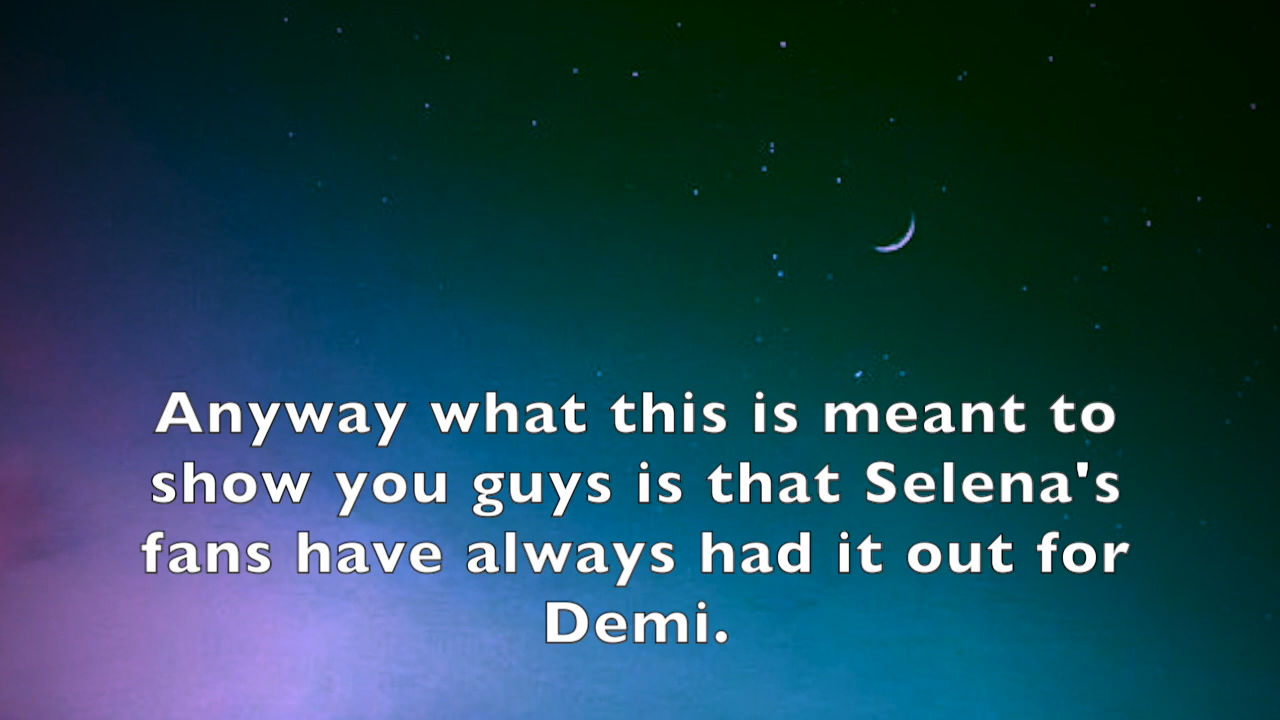 Anyway what this is meant to
show you guys is that Selena's
fans have always had it out for
Demi.